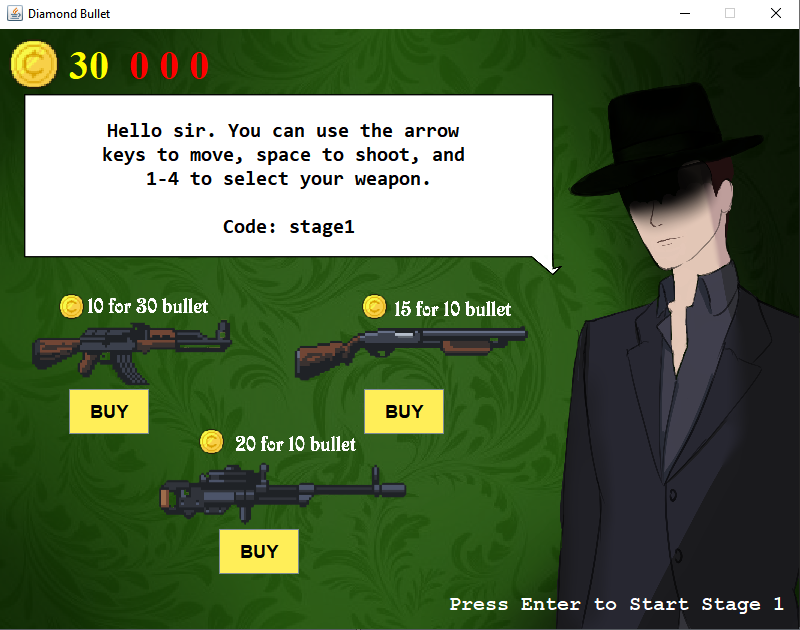 Diamond Bullet
30 0 0 0
Hello sir. You can use the arrow
keys to move, space to shoot, and
1-4 to select your weapon.
Code: stage1
10 for 30 bullet
15 for 10 bullet
BUY
BUY
20 for 10 bullet
BUY
Press Enter to Start Stage 1